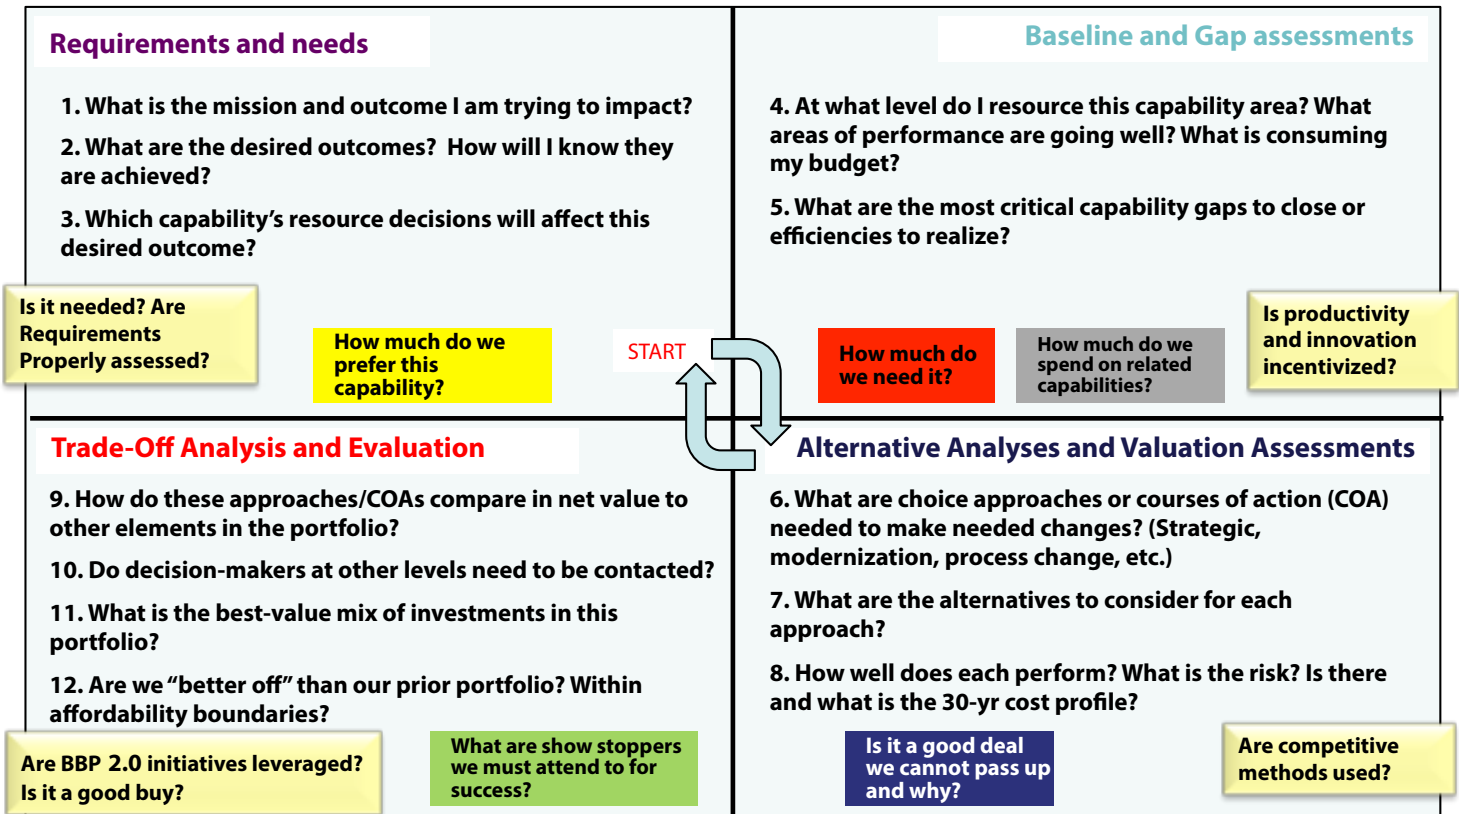 Requirements and needs
1. What is the mission and outcome I am trying to impact?
2. What are the desired outcomes?  How will I know they
are achieved?
3. Which capability’s resource decisions will affect this
desired outcome?
Is it needed? Are
Requirements
Properly assessed?
How much do we
prefer this
capability?
START
Baseline and Gap assessments
4. At what level do I resource this capability area? What
areas of performance are going well? What is consuming
my budget?
5. What are the most critical capability gaps to close or
efficiencies to realize?
How much do
we need it?
How much do we
spend on related
capabilities?
Is productivity
and innovation
incentivized?
Alternative Analyses and Valuation Assessments
6. What are choice approaches or courses of action (COA)
needed to make needed changes? (Strategic,
modernization, process change, etc.)
7. What are the alternatives to consider for each
approach?
8. How well does each perform? What is the risk? Is there
and what is the 30-yr cost profile?
Is it a good deal
we cannot pass up
and why?
Are competitive
methods used?
Trade-Off Analysis and Evaluation
9. How do these approaches/COAs compare in net value to
other elements in the portfolio?
10. Do decision-makers at other levels need to be contacted?
11. What is the best-value mix of investments in this
portfolio?
12. Are we “better off” than our prior portfolio? Within
affordability boundaries?
Are BBP 2.0 initiatives leveraged?
Is it a good buy?
What are show stoppers
we must attend to for
success?